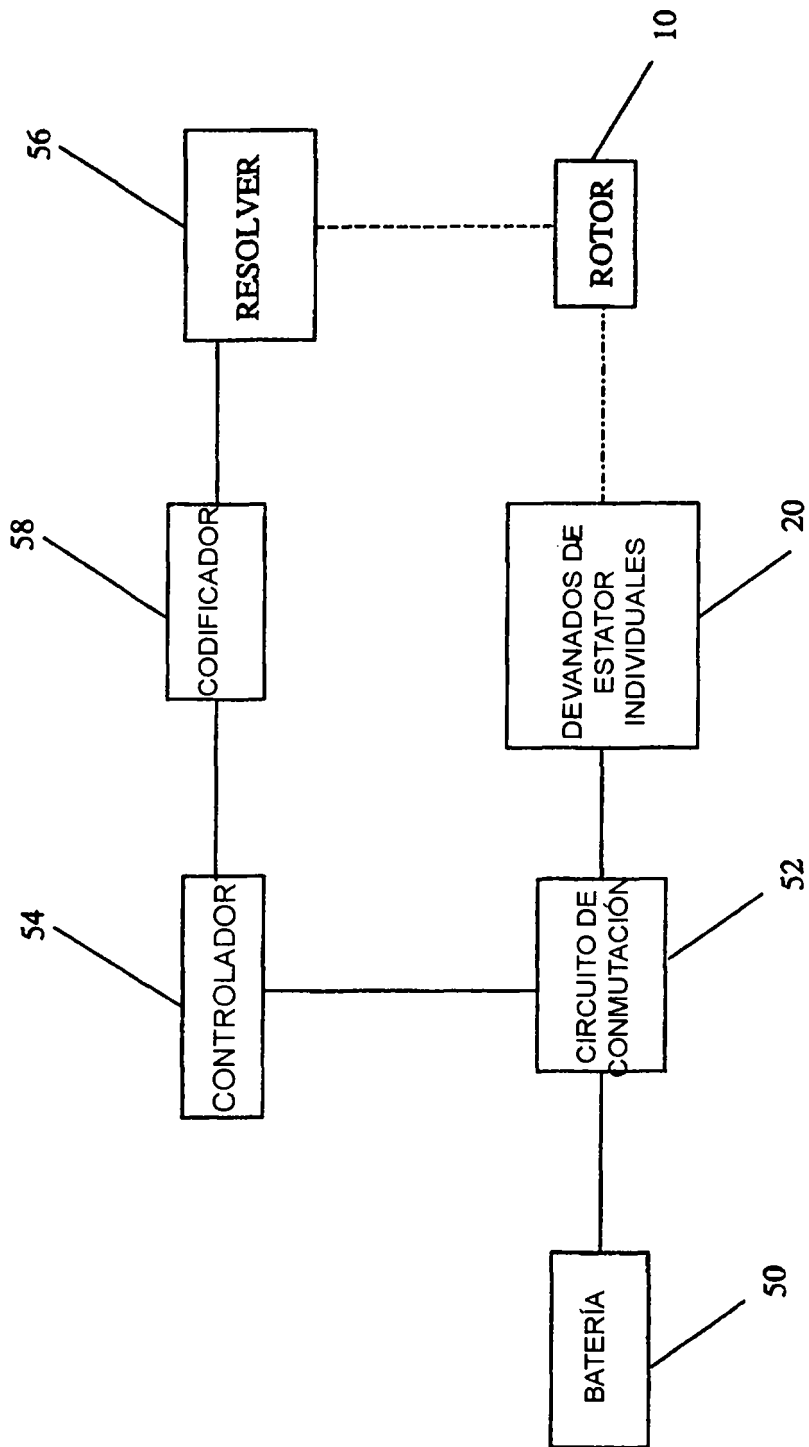 56
RESOLVER
10
ROTOR
58
CODIFICADOR
DEVANADOS DE
ESTATOR
INDIVIDUALES
20
54
CONTROLADOR
CIRCUITO DE
CONMUTACIÓN
52
BATERÍA
50